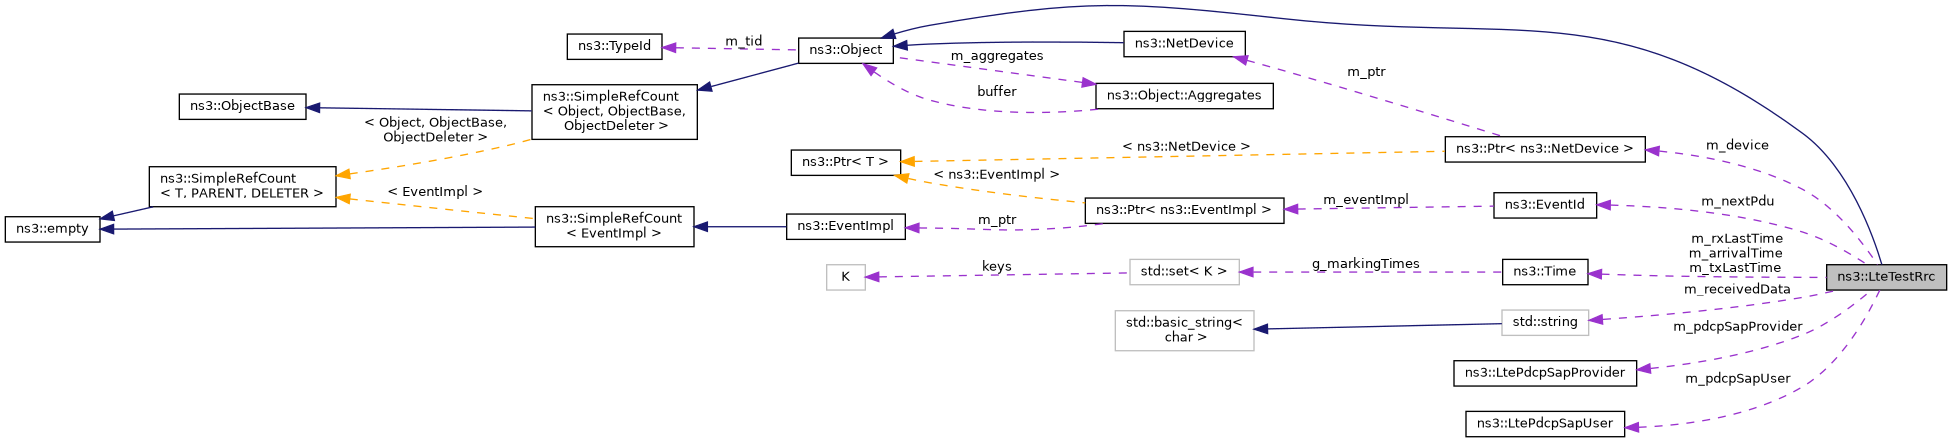 ns3::TypeId
m_tid
ns3::Object
ns3::NetDevice
m_aggregates
m_ptr
buffer
ns3::Object::Aggregates
ns3::ObjectBase
ns3::SimpleRefCount
< Object, ObjectBase,
ObjectDeleter >
< Object, ObjectBase,
ObjectDeleter >
ns3::Ptr< T >
< ns3::NetDevice >
ns3::Ptr< ns3::NetDevice >
m_device
ns3::SimpleRefCount
< T, PARENT, DELETER >
< EventImpl >
< ns3::EventImpl >
ns3::Ptr< ns3::EventImpl >
m_eventImpl
ns3::EventId
m_nextPdu
ns3::empty
ns3::SimpleRefCount
< EventImpl >
ns3::EventImpl
m_ptr
m_rxLastTime
m_arrivalTime
m_txLastTime
K
keys
std::set< K >
g_markingTimes
ns3::Time
ns3::LteTestRrc
m_receivedData
std::basic_string<
char >
std::string
m_pdcpSapProvider
ns3::LtePdcpSapProvider
m_pdcpSapUser
ns3::LtePdcpSapUser